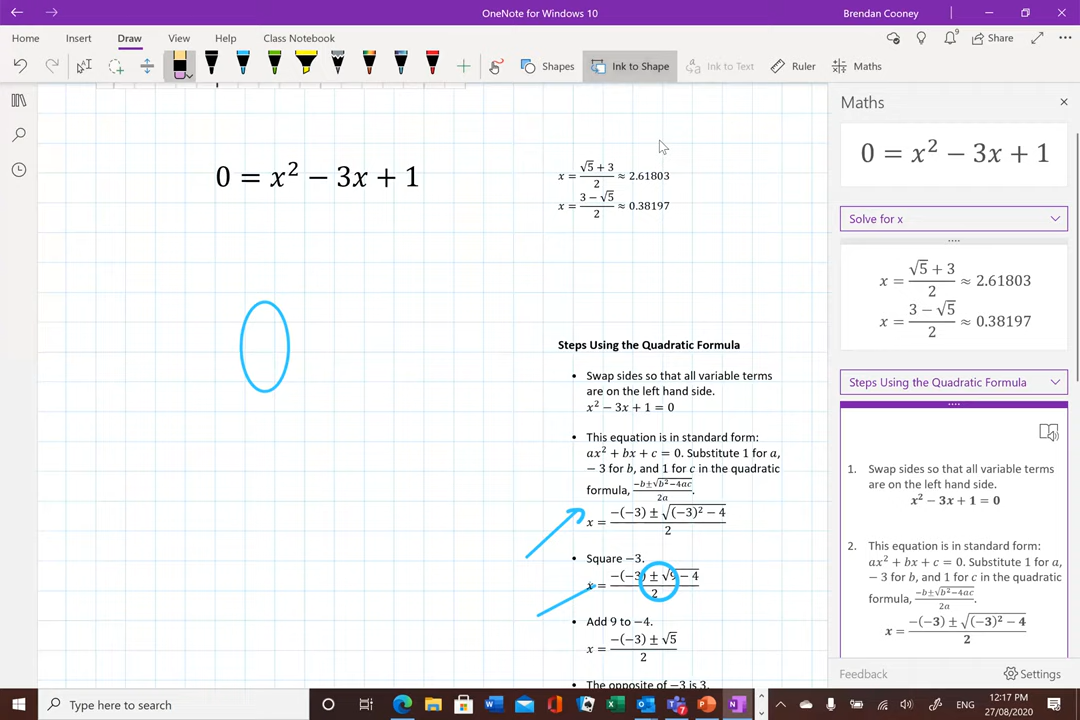 OneNote for Windows 10
Brendan Cooney
Home
Insert
Draw
View
Help
Class Notebook
Share
Shapes
Ink to Shape
Ink to Text
Ruler
Maths
0 = x² − 3x + 1
x = (√5 + 3)/2 ≈ 2.61803
x = (3 − √5)/2 ≈ 0.38197
Steps Using the Quadratic Formula
• Swap sides so that all variable terms
are on the left hand side.
x² − 3x + 1 = 0
• This equation is in standard form:
ax² + bx + c = 0. Substitute 1 for a,
− 3 for b, and 1 for c in the quadratic
formula, (−b±√(b²−4ac))/2a.
x = (−(−3) ± √((−3)² − 4))/2
• Square −3.
x = (−(−3) ± √(9 − 4))/2
• Add 9 to −4.
x = (−(−3) ± √5)/2
• The opposite of −3 is 3.
Maths
0 = x² − 3x + 1
Solve for x
x = (√5 + 3)/2 ≈ 2.61803
x = (3 − √5)/2 ≈ 0.38197
Steps Using the Quadratic Formula
1. Swap sides so that all variable terms
are on the left hand side.
x² − 3x + 1 = 0
2. This equation is in standard form:
ax² + bx + c = 0. Substitute 1 for a,
− 3 for b, and 1 for c in the quadratic
formula, (−b±√(b²−4ac))/2a.
x = (−(−3) ± √((−3)² − 4))/2
Feedback
Settings
Type here to search
ENG
12:17 PM
27/08/2020